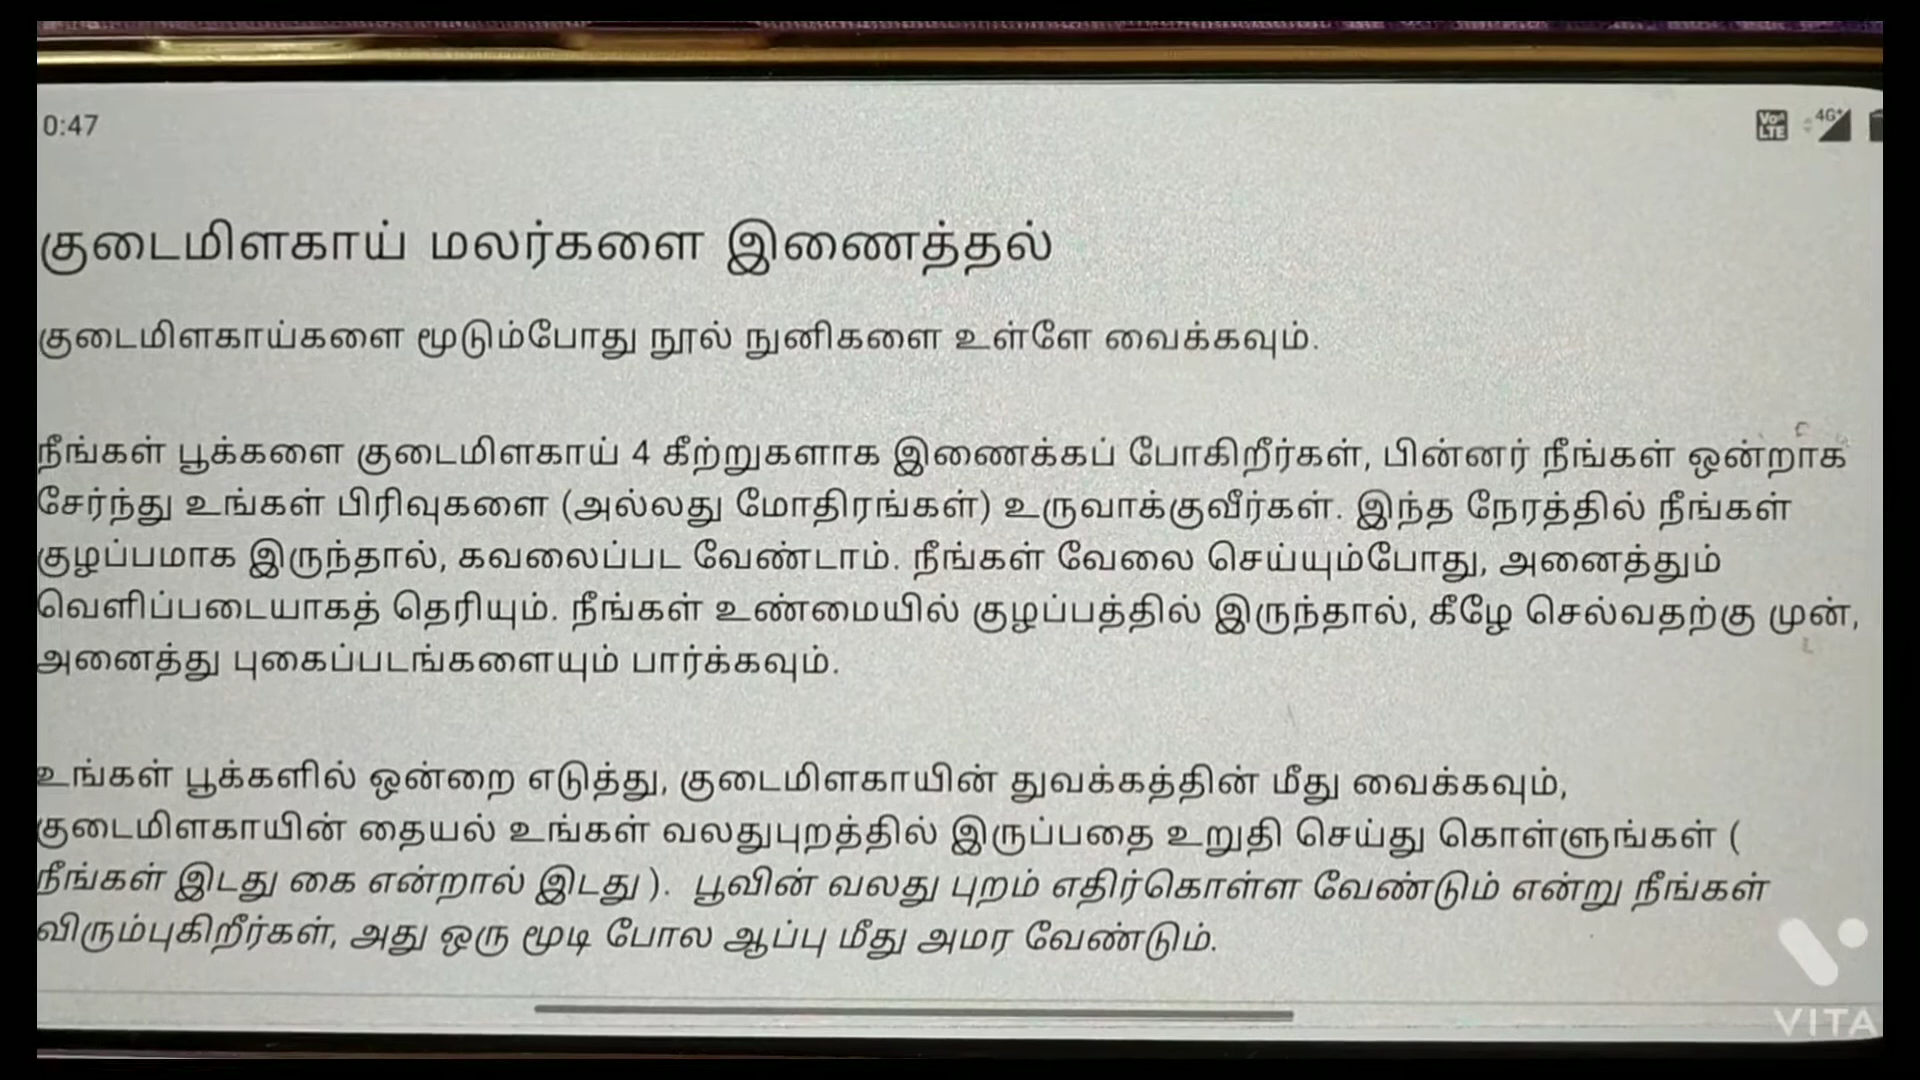 0:47
Vo LTE 4G+
குடைமிளகாய் மலர்களை இணைத்தல்
குடைமிளகாய்களை மூடும்போது நூல் நுனிகளை உள்ளே வைக்கவும்.
நீங்கள் பூக்களை குடைமிளகாய் 4 கீற்றுகளாக இணைக்கப் போகிறீர்கள், பின்னர் நீங்கள் ஒன்றாக
சேர்ந்து உங்கள் பிரிவுகளை (அல்லது மோதிரங்கள்) உருவாக்குவீர்கள். இந்த நேரத்தில் நீங்கள்
குழப்பமாக இருந்தால், கவலைப்பட வேண்டாம். நீங்கள் வேலை செய்யும்போது, அனைத்தும்
வெளிப்படையாகத் தெரியும். நீங்கள் உண்மையில் குழப்பத்தில் இருந்தால், கீழே செல்வதற்கு முன்,
அனைத்து புகைப்படங்களையும் பார்க்கவும்.
உங்கள் பூக்களில் ஒன்றை எடுத்து, குடைமிளகாயின் துவக்கத்தின் மீது வைக்கவும்,
குடைமிளகாயின் தையல் உங்கள் வலதுபுறத்தில் இருப்பதை உறுதி செய்து கொள்ளுங்கள் (
நீங்கள் இடது கை என்றால் இடது ). பூவின் வலது புறம் எதிர்கொள்ள வேண்டும் என்று நீங்கள்
விரும்புகிறீர்கள், அது ஒரு மூடி போல ஆப்பு மீது அமர வேண்டும்.
VITA